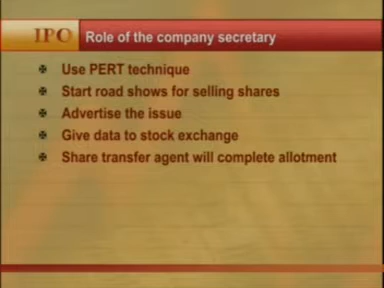 IPO Role of the company secretary
Use PERT technique
Start road shows for selling shares
Advertise the issue
Give data to stock exchange
Share transfer agent will complete allotment